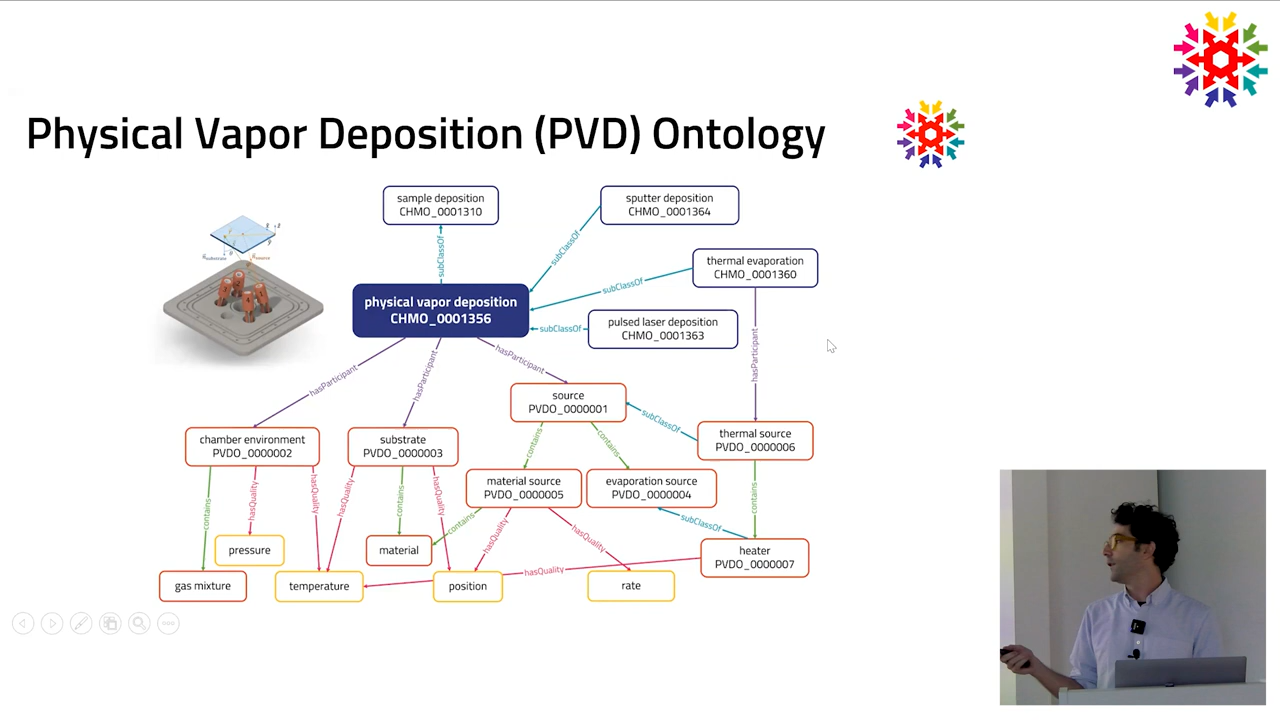 Physical Vapor Deposition (PVD) Ontology
sample deposition
CHMO_0001310
sputter deposition
CHMO_0001364
subClassOf
subClassOf
thermal evaporation
CHMO_0001360
subClassOf
physical vapor deposition
CHMO_0001356
pulsed laser deposition
CHMO_0001363
subClassOf
hasParticipant
hasParticipant
hasParticipant
hasParticipant
source
PVDO_0000001
subClassOf
chamber environment
PVDO_0000002
substrate
PVDO_0000003
thermal source
PVDO_0000006
contains
contains
material source
PVDO_0000005
evaporation source
PVDO_0000004
contains
hasQuality
hasQuality
hasQuality
contains
hasQuality
contains
hasQuality
hasQuality
contains
subClassOf
pressure
material
heater
PVDO_0000007
hasQuality
gas mixture
temperature
position
rate